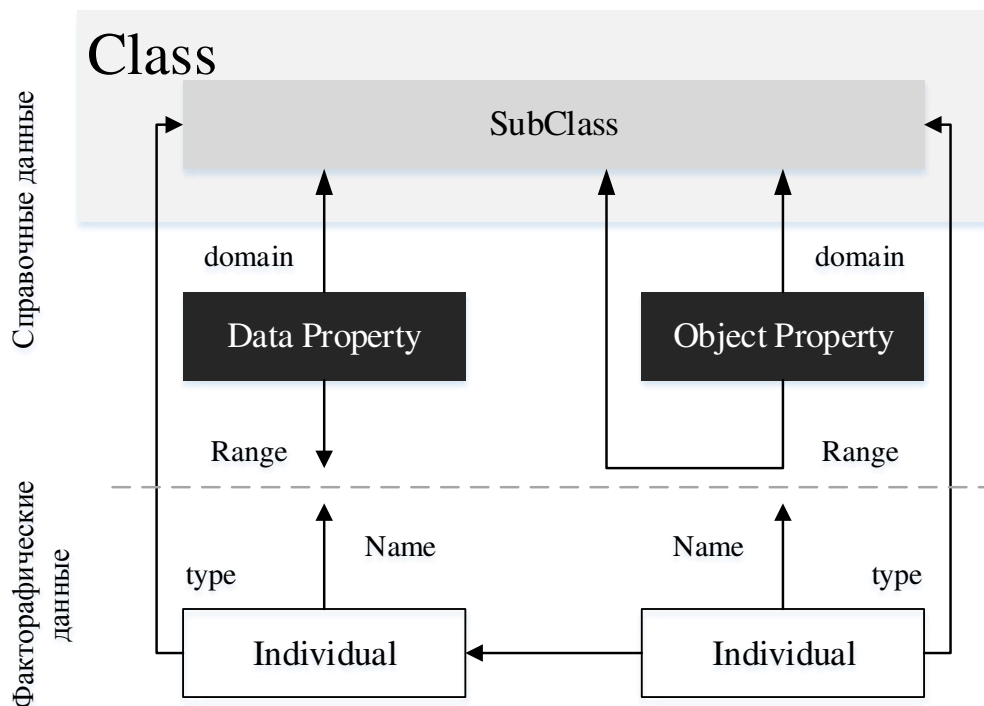 Class
SubClass
Справочные данные
domain
domain
Data Property
Object Property
Range
Range
Факторафические
данные
Name
Name
type
type
Individual
Individual